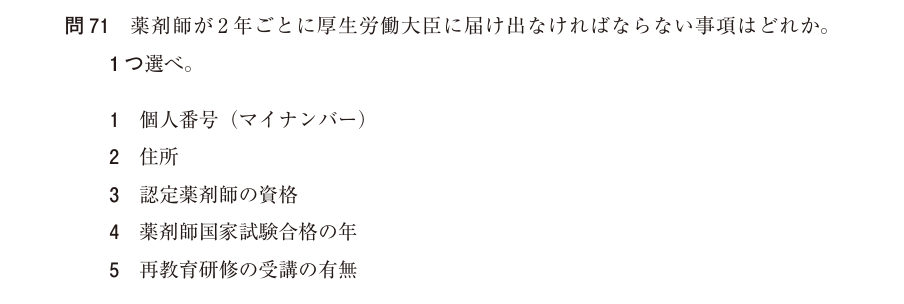 問71 薬剤師が2年ごとに厚生労働大臣に届け出なければならない事項はどれか。
1つ選べ。
1 個人番号（マイナンバー）
2 住所
3 認定薬剤師の資格
4 薬剤師国家試験合格の年
5 再教育研修の受講の有無